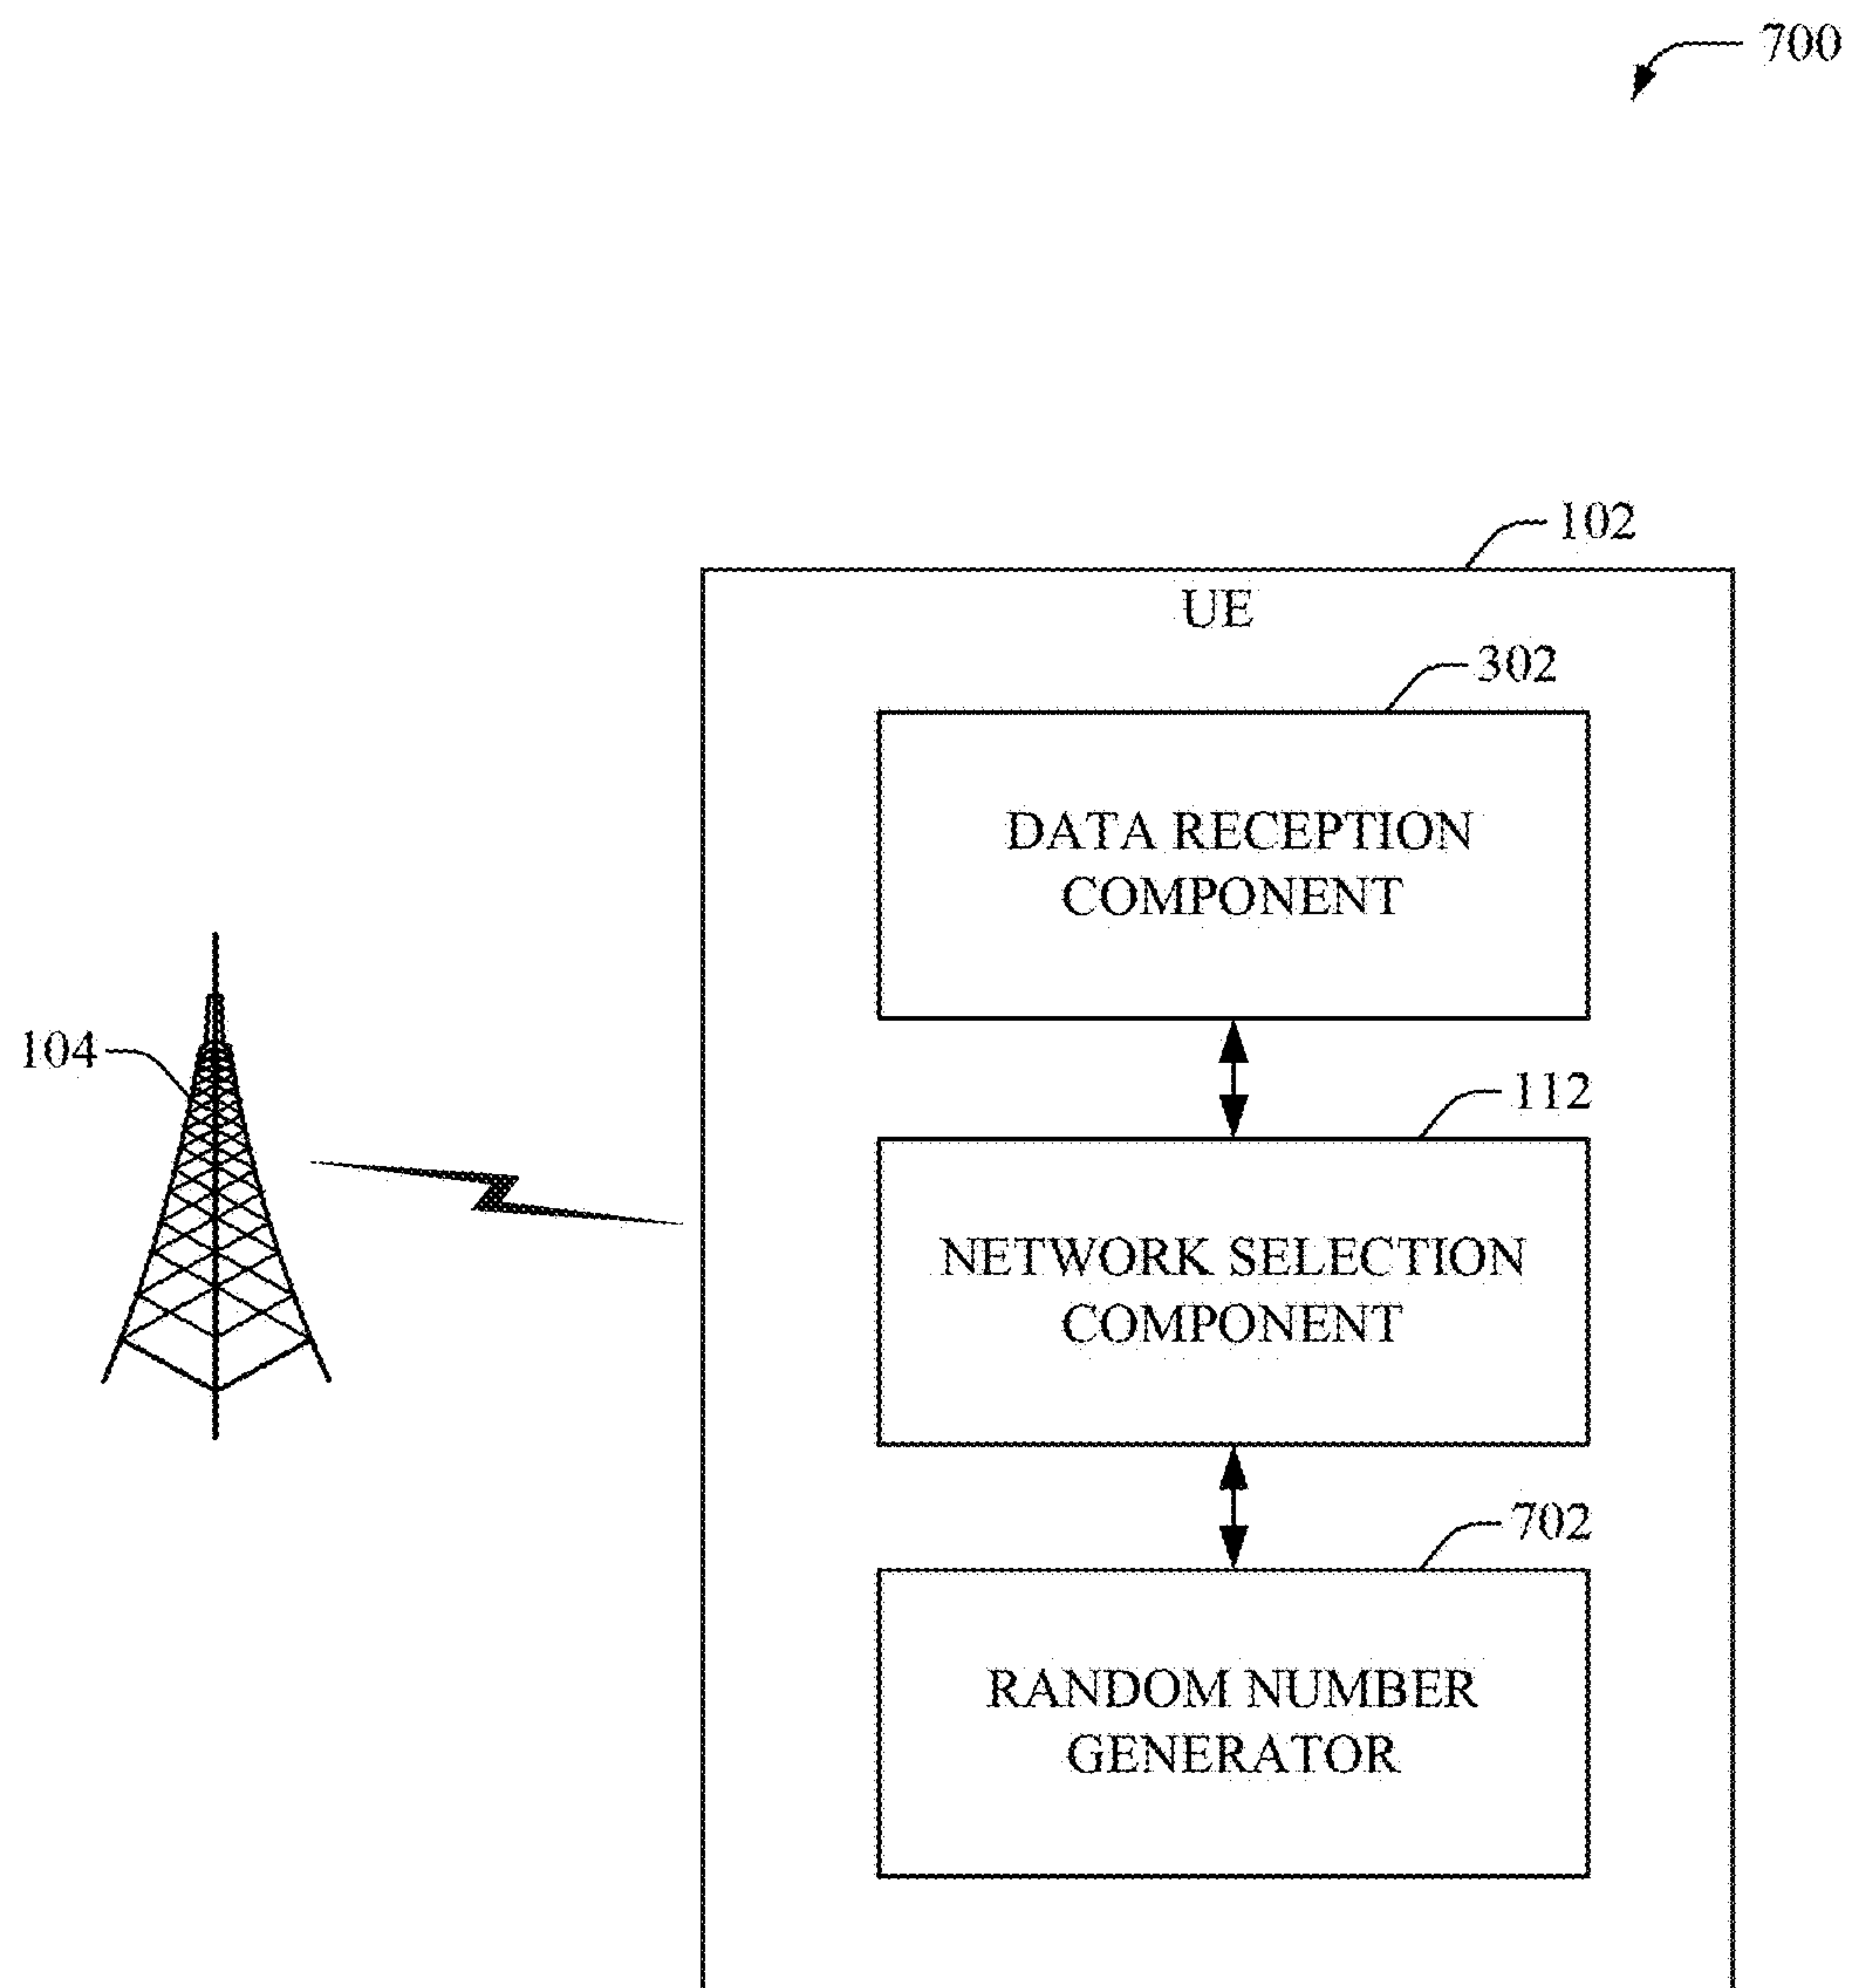 700
102
UE
302
DATA RECEPTION
COMPONENT
104
112
NETWORK SELECTION
COMPONENT
702
RANDOM NUMBER
GENERATOR